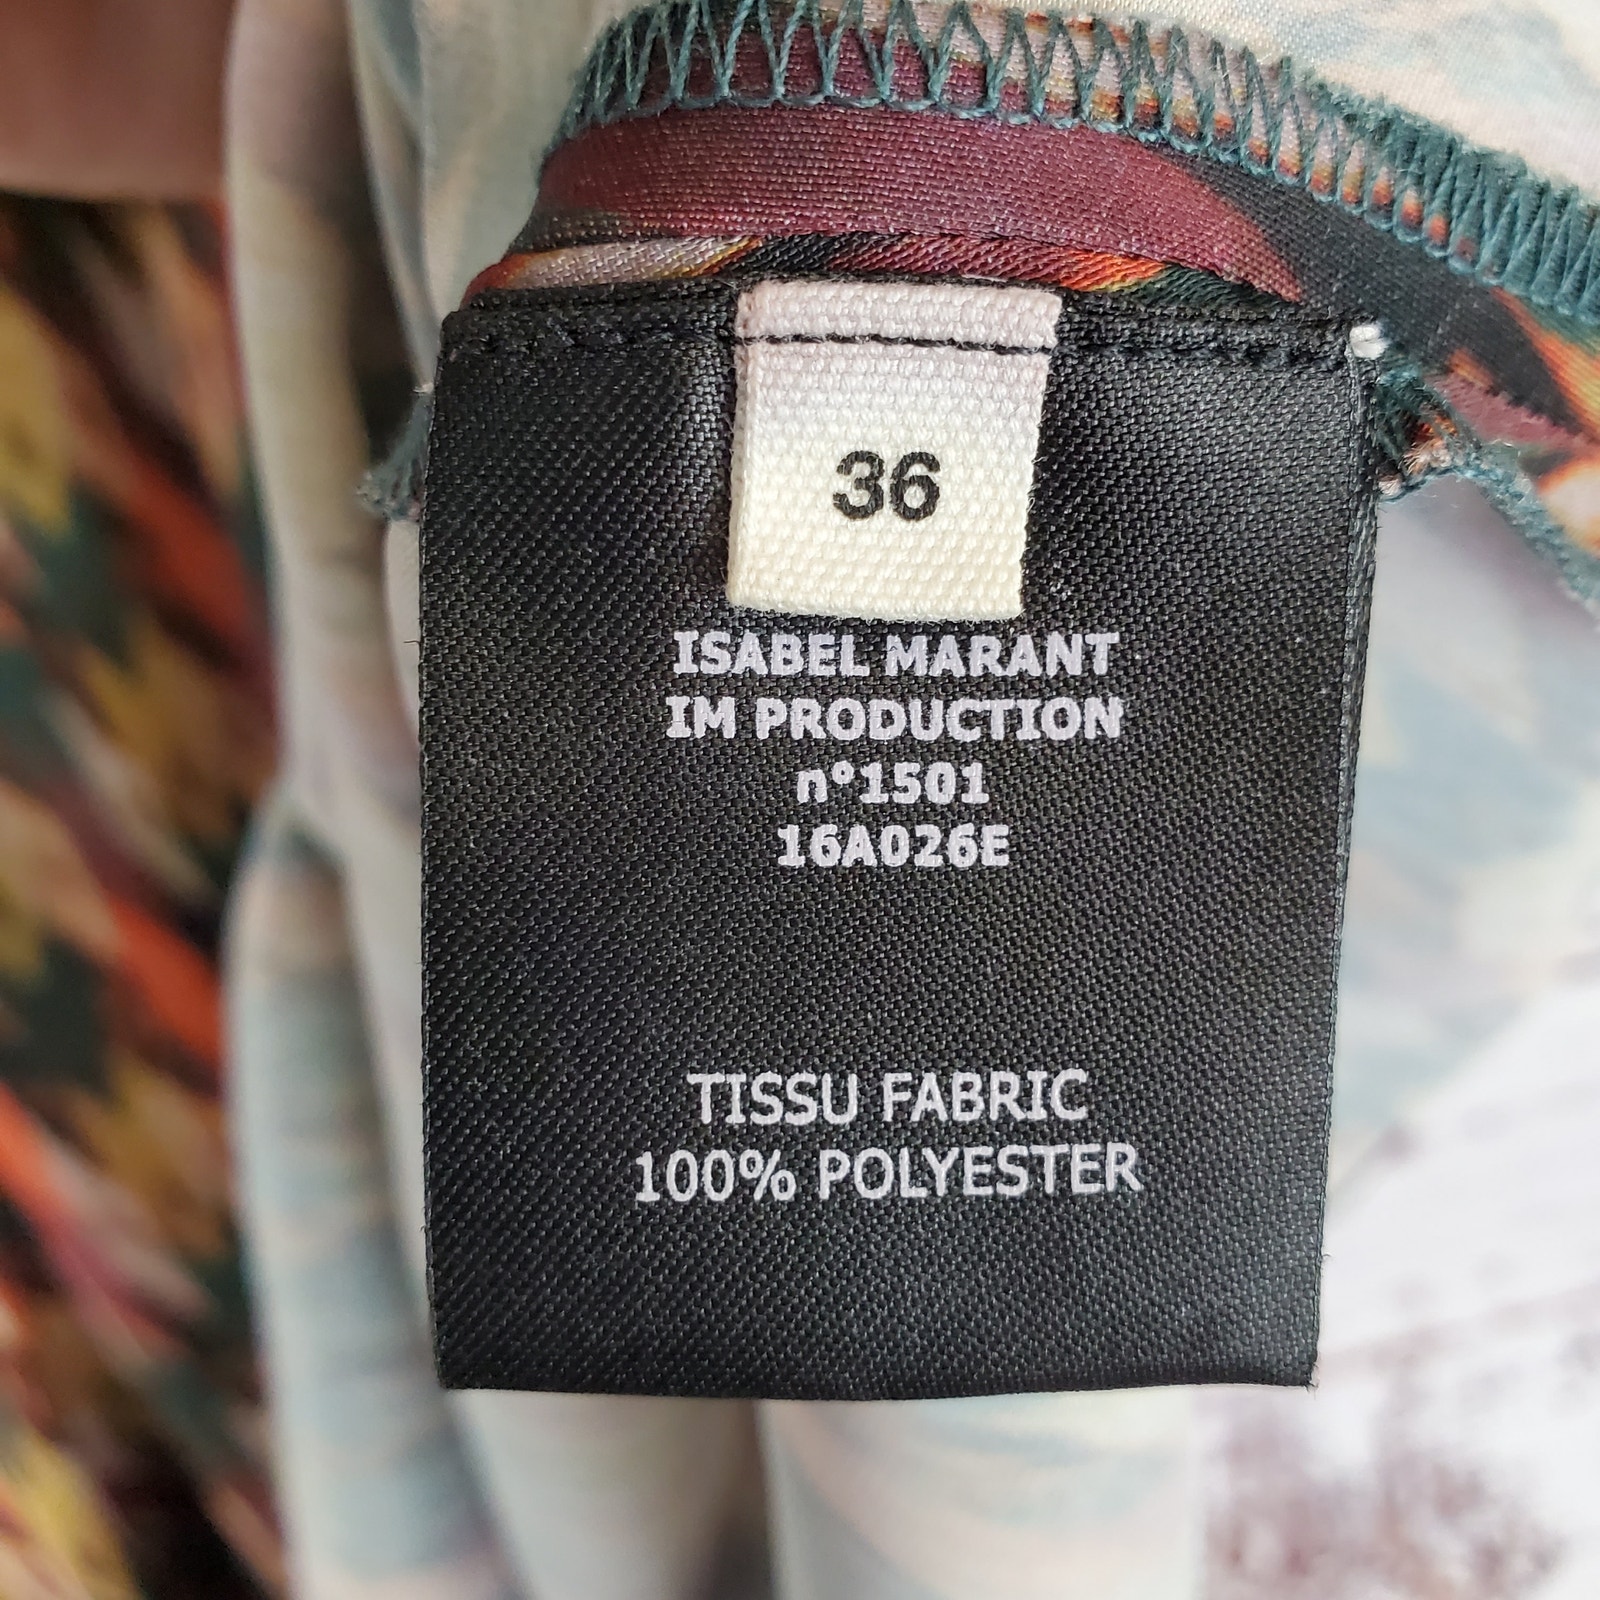 36
ISABEL MARANT
IM PRODUCTION
n°1501
16A026E
TISSU FABRIC
100% POLYESTER